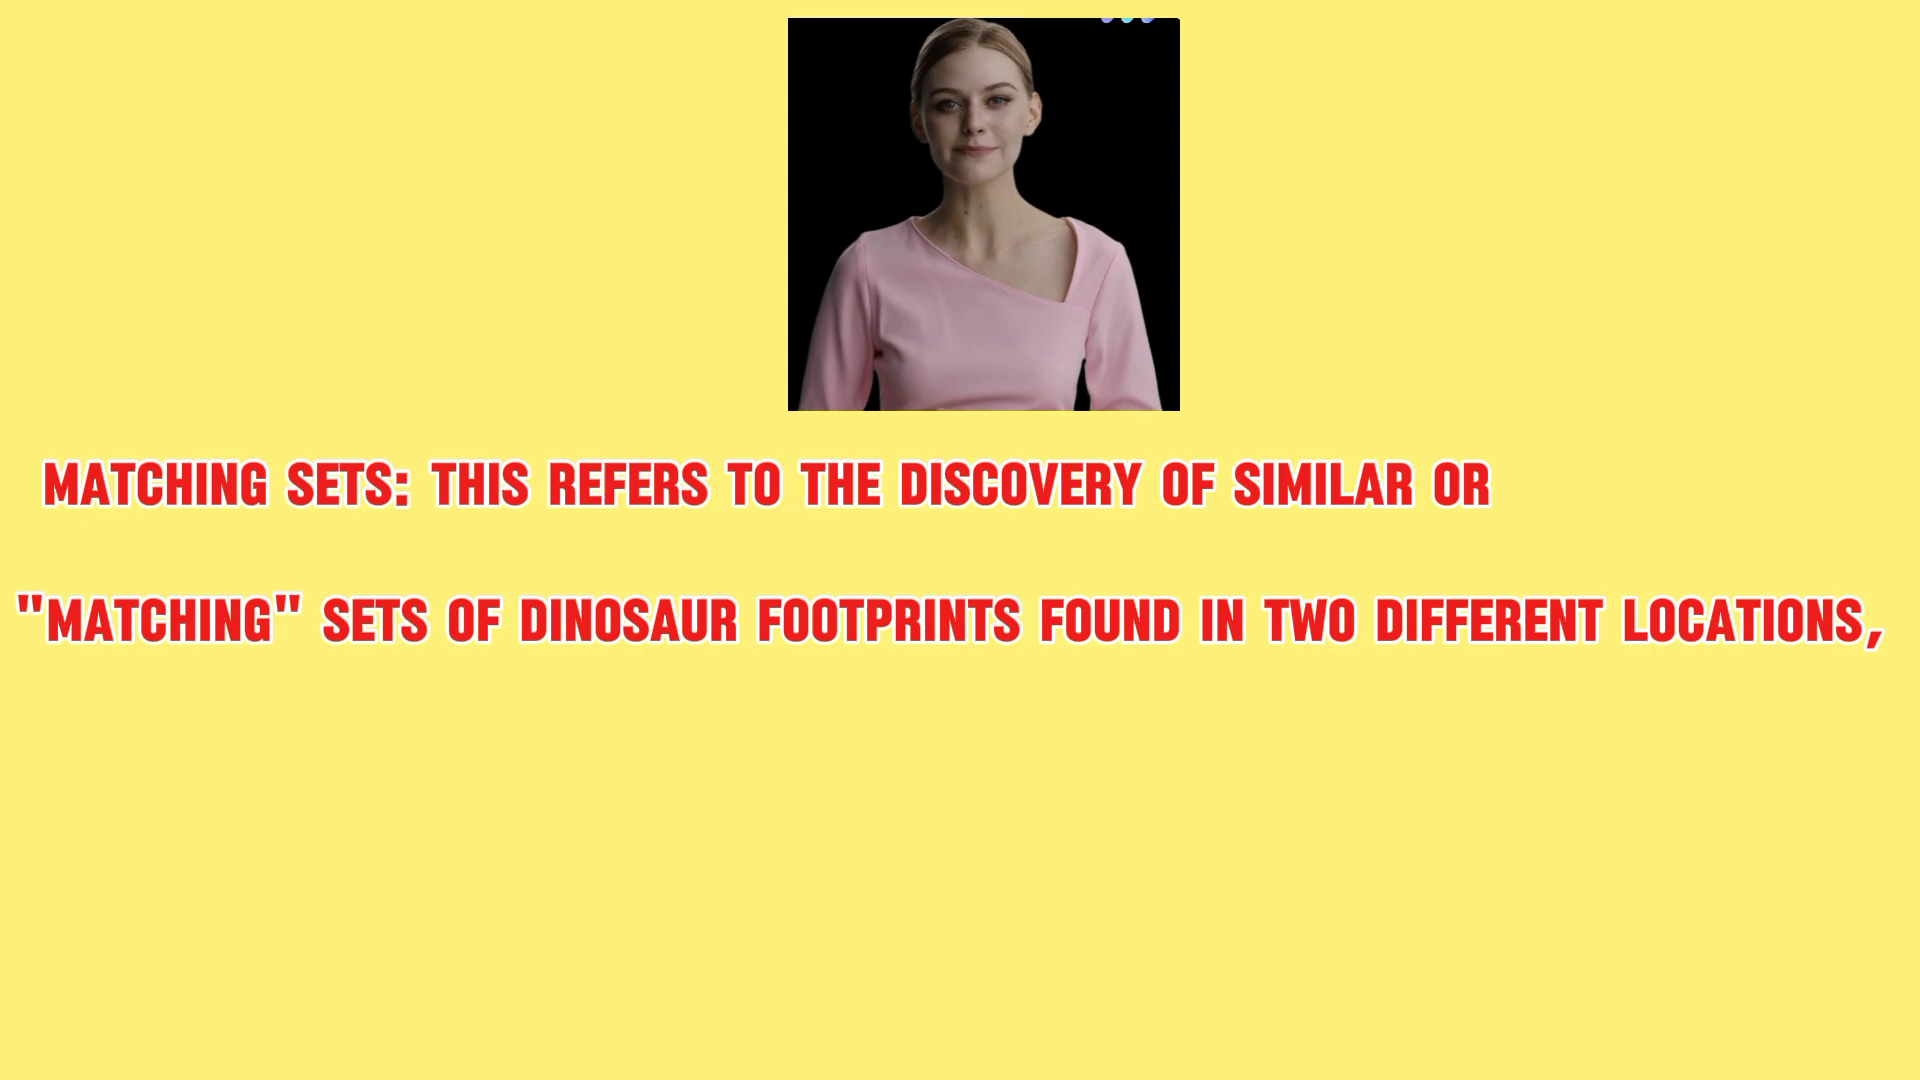 MATCHING SETS: THIS REFERS TO THE DISCOVERY OF SIMILAR OR
"MATCHING" SETS OF DINOSAUR FOOTPRINTS FOUND IN TWO DIFFERENT LOCATIONS,